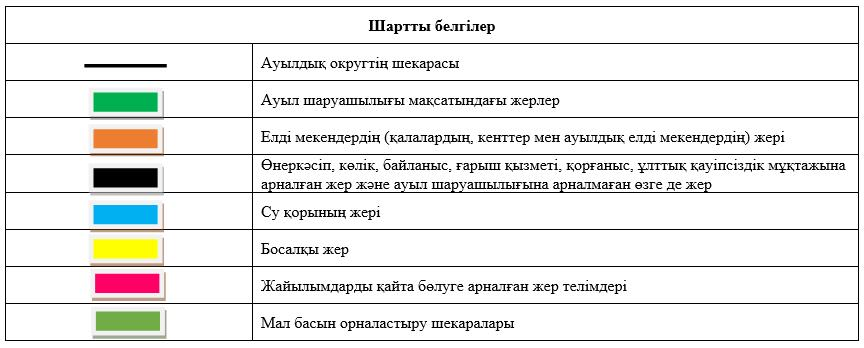 Шартты белгілер
Ауылдық округтің шекарасы
Ауыл шаруашылығы мақсатындағы жерлер
Елді мекендердің (қалалардың, кенттер мен ауылдық елді мекендердің) жері
Өнеркәсіп, көлік, байланыс, ғарыш қызметі, қорғаныс, ұлттық қауіпсіздік мұқтажына
арналған жер және ауыл шаруашылығына арналмаған өзге де жер
Су қорының жері
Босалқы жер
Жайылымдарды қайта бөлуге арналған жер телімдері
Мал басын орналастыру шекаралары